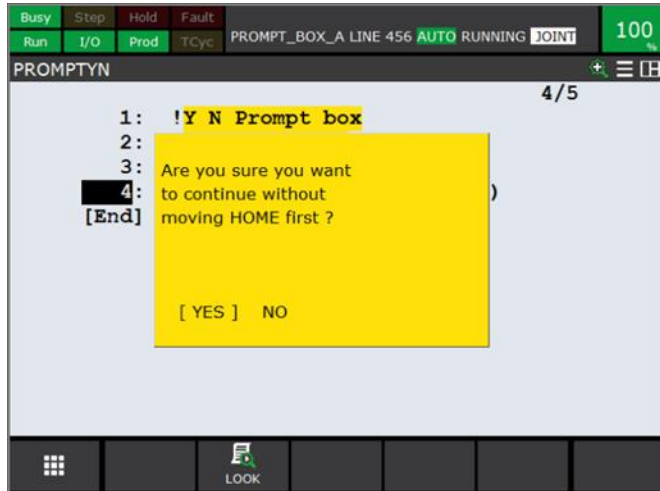 Busy Step Hold Fault
Run I/O Prod TCyc
PROMPT_BOX_A LINE 456 AUTO RUNNING JOINT
100
%
PROMPTYN
4/5
1: !Y N Prompt box
2:
3:
4: )
[End]
Are you sure you want
to continue without
moving HOME first ?
[ YES ] NO
LOOK